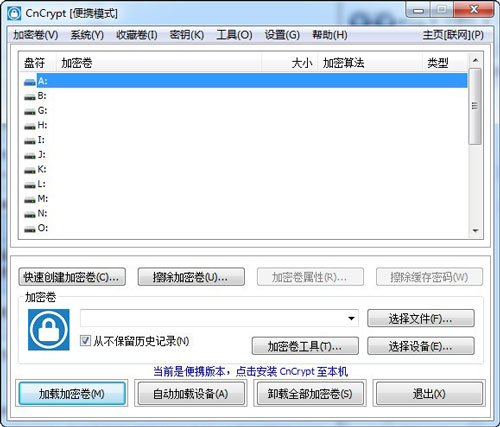 CnCrypt [便携模式]
加密卷(V) 系统(Y) 收藏卷(I) 密钥(K) 工具(O) 设置(G) 帮助(H) 主页[联网](P)
盘符 加密卷 大小 加密算法 类型
A:
B:
G:
H:
I:
J:
K:
L:
M:
N:
O:
快速创建加密卷(C)... 擦除加密卷(U)... 加密卷属性(R)... 擦除缓存密码(W)
加密卷
选择文件(F)...
从不保留历史记录(N) 加密卷工具(T)... 选择设备(E)...
当前是便携版本，点击安装 CnCrypt 至本机
加载加密卷(M) 自动加载设备(A) 卸载全部加密卷(S) 退出(X)